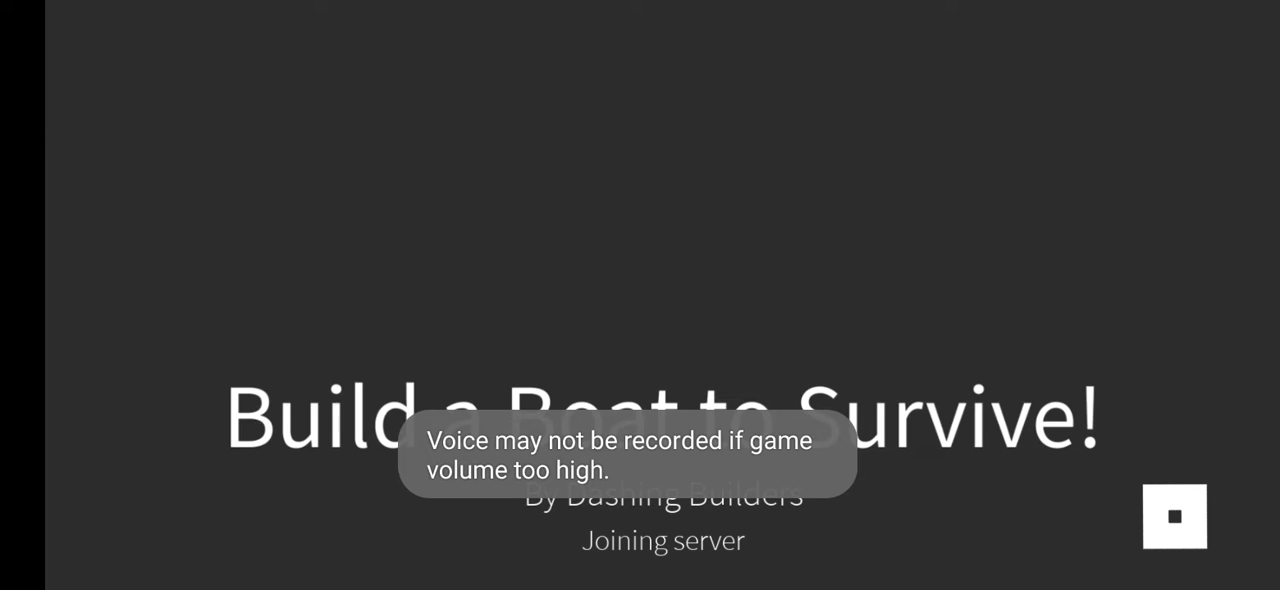 Build a Boat to Survive!
Voice may not be recorded if game
volume too high.
By Dashing Builders
Joining server